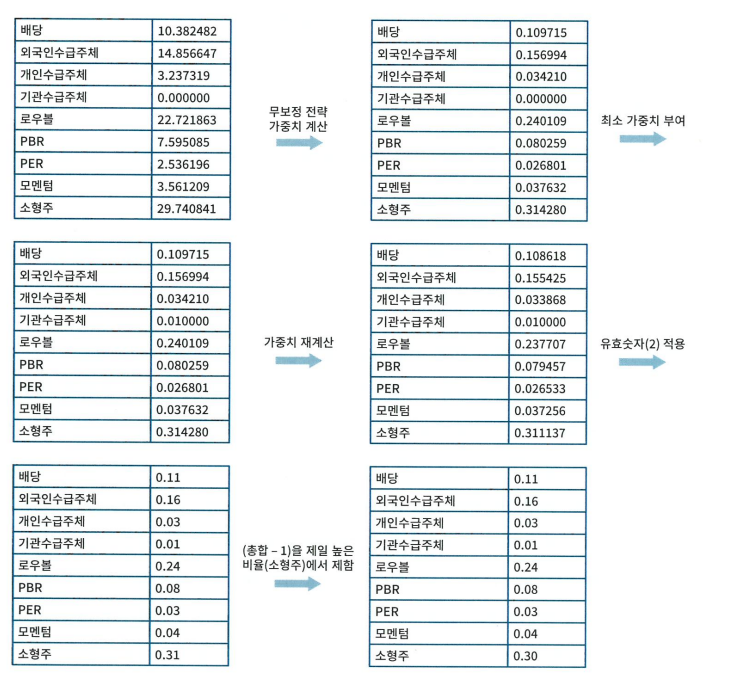 배당 10.382482
외국인수급주체 14.856647
개인수급주체 3.237319
기관수급주체 0.000000
로우볼 22.721863
PBR 7.595085
PER 2.536196
모멘텀 3.561209
소형주 29.740841
무보정 전략
가중치 계산
배당 0.109715
외국인수급주체 0.156994
개인수급주체 0.034210
기관수급주체 0.000000
로우볼 0.240109
PBR 0.080259
PER 0.026801
모멘텀 0.037632
소형주 0.314280
최소 가중치 부여
배당 0.109715
외국인수급주체 0.156994
개인수급주체 0.034210
기관수급주체 0.010000
로우볼 0.240109
PBR 0.080259
PER 0.026801
모멘텀 0.037632
소형주 0.314280
가중치 재계산
배당 0.108618
외국인수급주체 0.155425
개인수급주체 0.033868
기관수급주체 0.010000
로우볼 0.237707
PBR 0.079457
PER 0.026533
모멘텀 0.037256
소형주 0.311137
유효숫자(2) 적용
배당 0.11
외국인수급주체 0.16
개인수급주체 0.03
기관수급주체 0.01
로우볼 0.24
PBR 0.08
PER 0.03
모멘텀 0.04
소형주 0.31
(총합 – 1)을 제일 높은
비율(소형주)에서 제함
배당 0.11
외국인수급주체 0.16
개인수급주체 0.03
기관수급주체 0.01
로우볼 0.24
PBR 0.08
PER 0.03
모멘텀 0.04
소형주 0.30